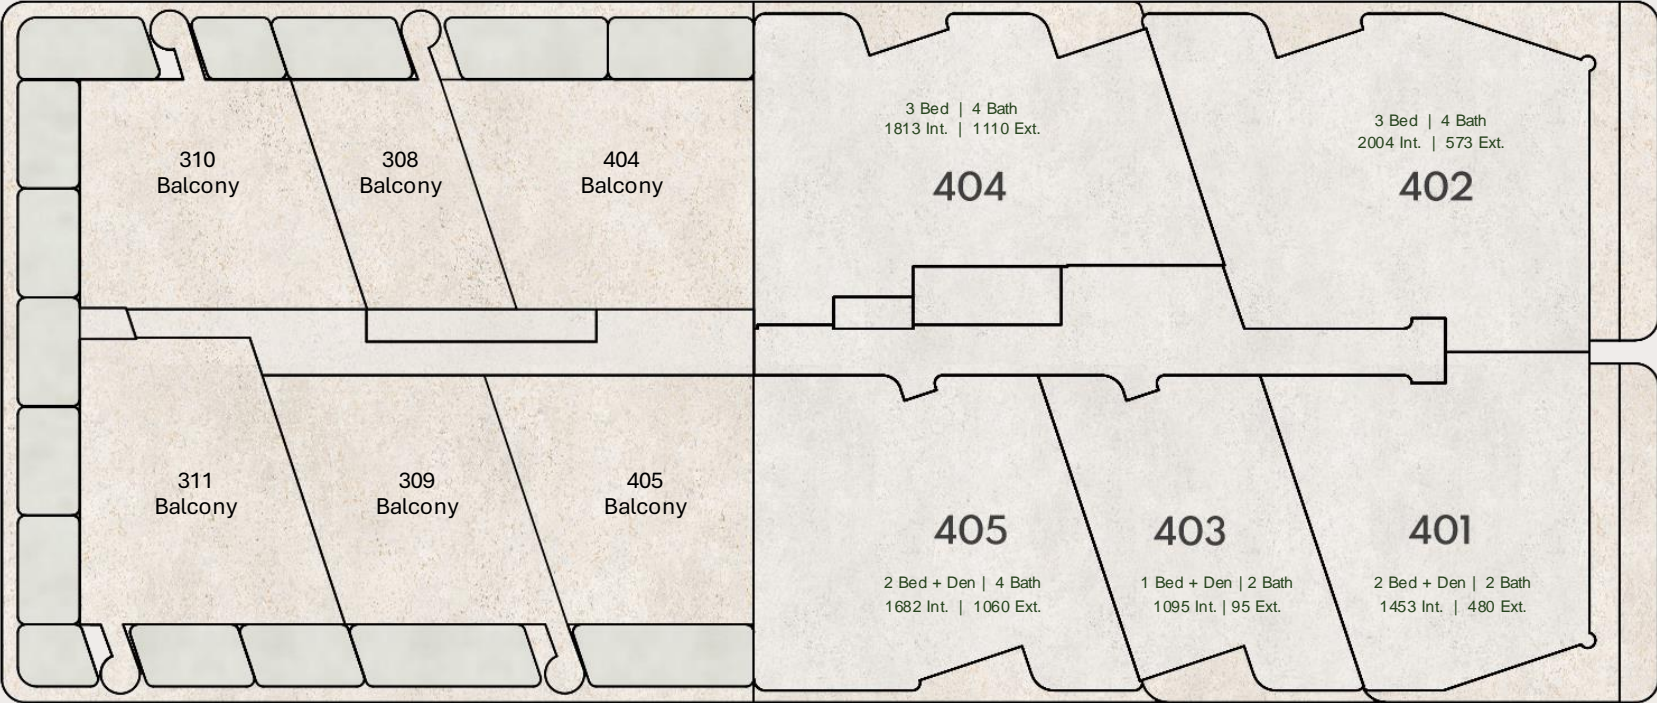 310
Balcony
308
Balcony
404
Balcony
3 Bed | 4 Bath
1813 Int. | 1110 Ext.
404
3 Bed | 4 Bath
2004 Int. | 573 Ext.
402
311
Balcony
309
Balcony
405
Balcony
405
2 Bed + Den | 4 Bath
1682 Int. | 1060 Ext.
403
1 Bed + Den | 2 Bath
1095 Int. | 95 Ext.
401
2 Bed + Den | 2 Bath
1453 Int. | 480 Ext.